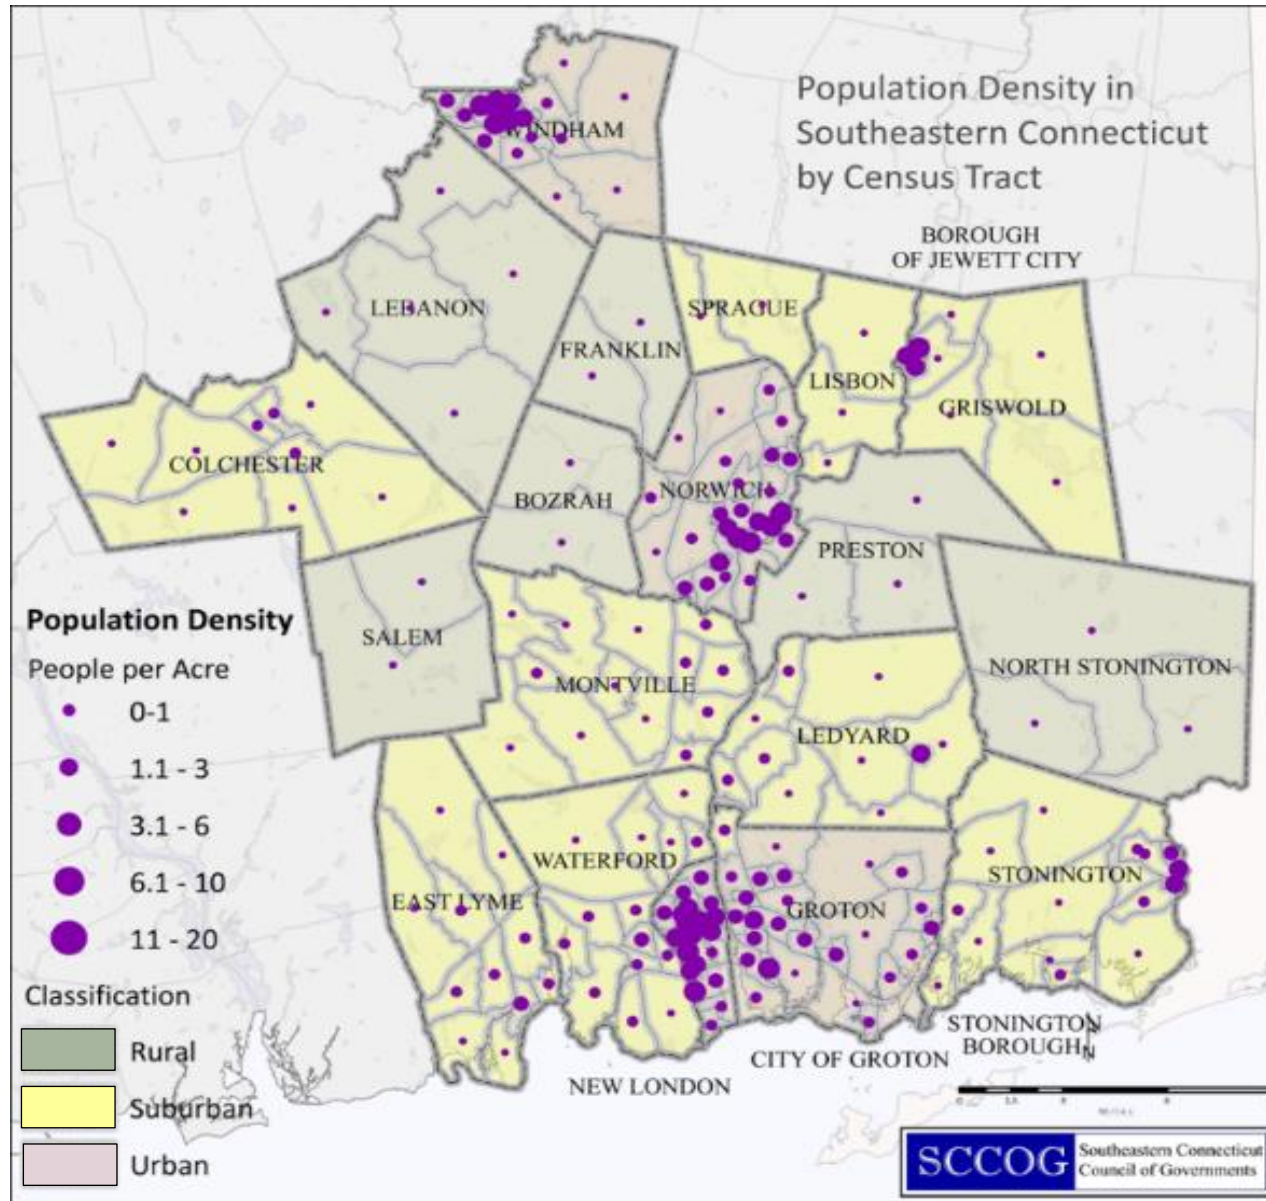 Population Density in
Southeastern Connecticut
by Census Tract
WINDHAM
BOROUGH
OF JEWETT CITY
LEBANON
SPRAGUE
FRANKLIN
LISBON
GRISWOLD
COLCHESTER
BOZRAH
NORWICH
PRESTON
SALEM
MONTVILLE
NORTH STONINGTON
LEDYARD
WATERFORD
STONINGTON
EAST LYME
GROTON
STONINGTON
BOROUGH
CITY OF GROTON
NEW LONDON
Population Density
People per Acre
0-1
1.1 - 3
3.1 - 6
6.1 - 10
11 - 20
Classification
Rural
Suburban
Urban
N
SCCOG
Southeastern Connecticut
Council of Governments